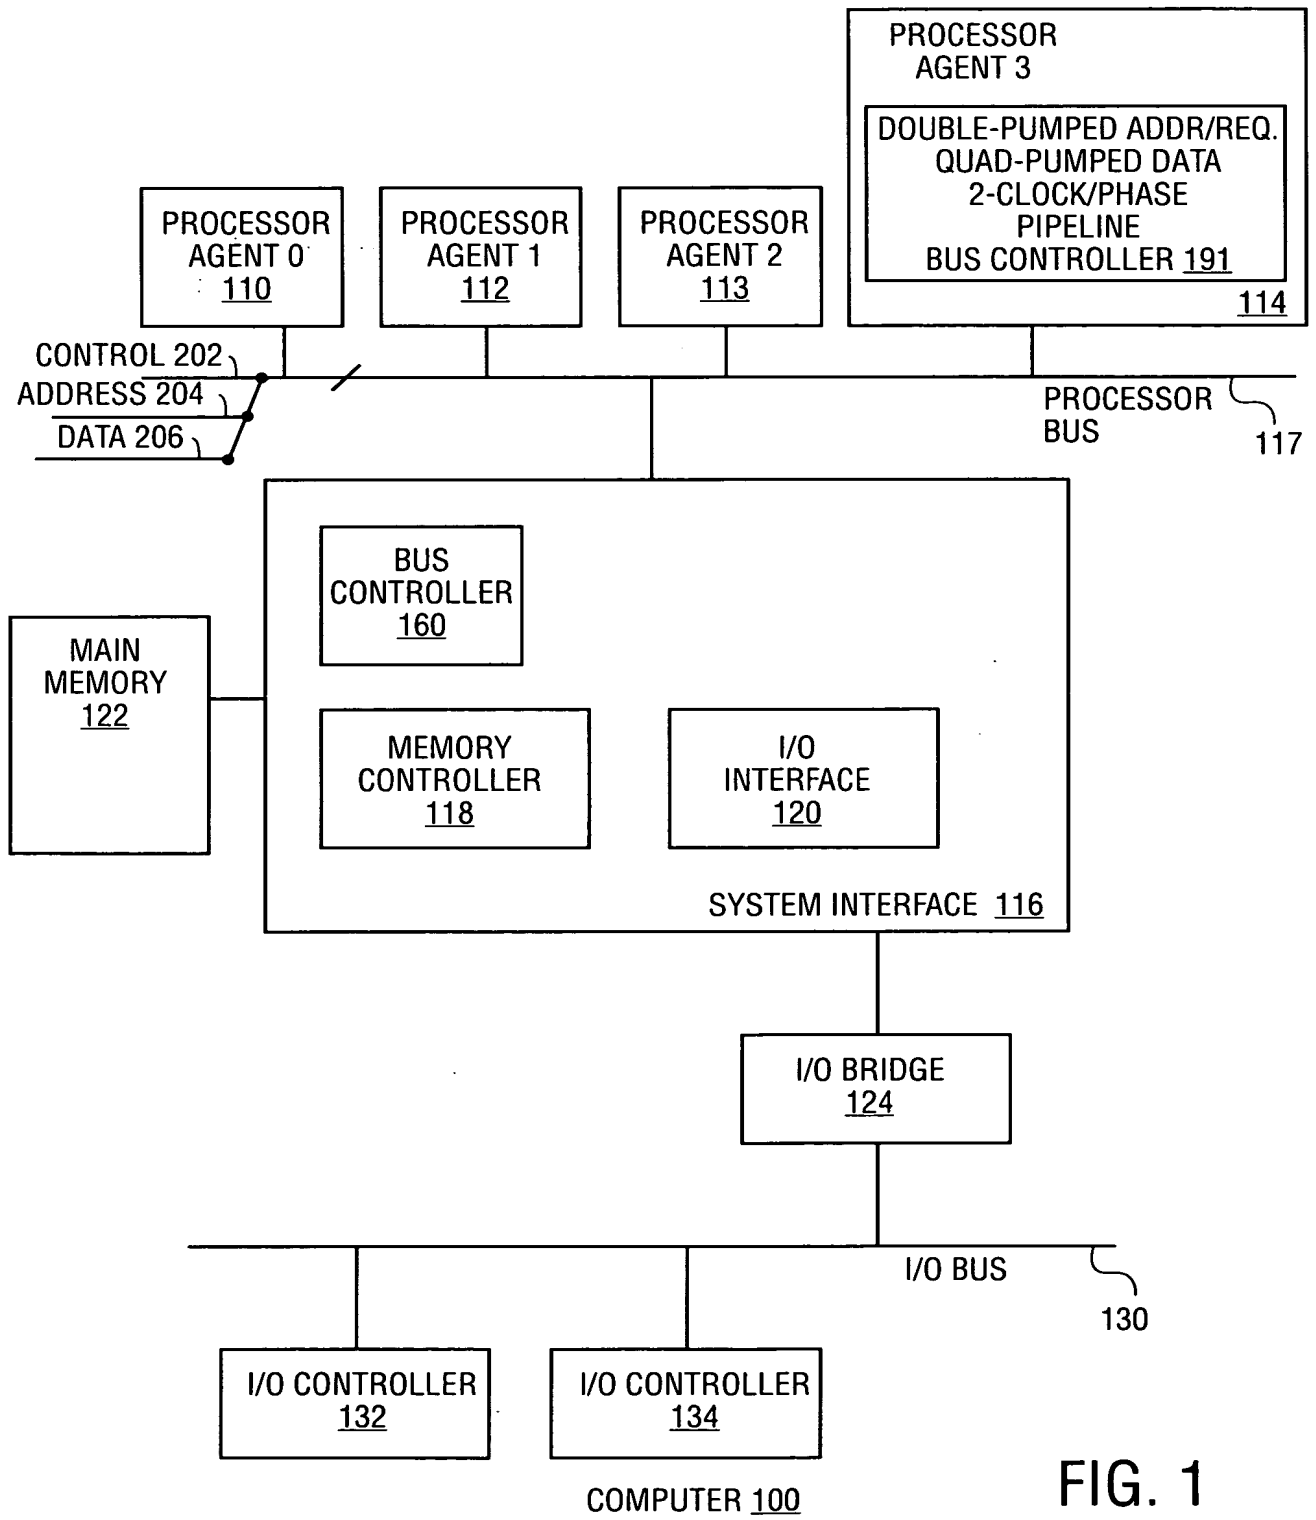 PROCESSOR
AGENT 3
DOUBLE-PUMPED ADDR/REQ.
QUAD-PUMPED DATA
2-CLOCK/PHASE
PIPELINE
BUS CONTROLLER 191
114
PROCESSOR
AGENT 0
110
PROCESSOR
AGENT 1
112
PROCESSOR
AGENT 2
113
CONTROL 202
ADDRESS 204
DATA 206
PROCESSOR
BUS
117
BUS
CONTROLLER
160
MAIN
MEMORY
122
MEMORY
CONTROLLER
118
I/O
INTERFACE
120
SYSTEM INTERFACE 116
I/O BRIDGE
124
I/O BUS
130
I/O CONTROLLER
132
I/O CONTROLLER
134
COMPUTER 100
FIG. 1